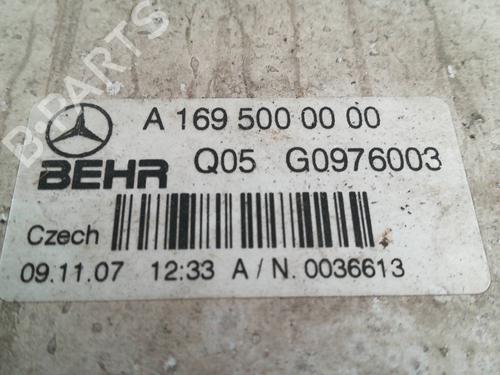 B-PARTS
A 169 500 00 00
BEHR Q05 G0976003
Czech
09.11.07 12:33 A / N. 0036613